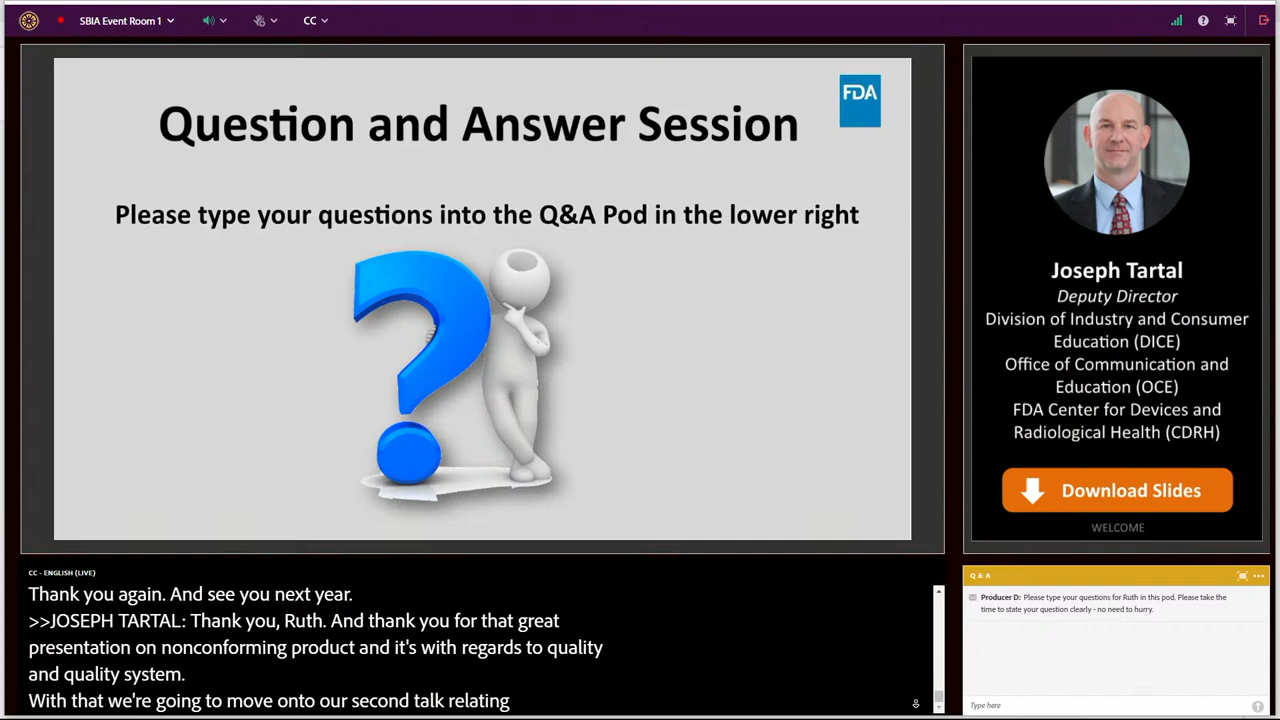 SBIA Event Room 1
CC
FDA
Question and Answer Session
Please type your questions into the Q&A Pod in the lower right
Joseph Tartal
Deputy Director
Division of Industry and Consumer
Education (DICE)
Office of Communication and
Education (OCE)
FDA Center for Devices and
Radiological Health (CDRH)
Download Slides
WELCOME
CC - ENGLISH (LIVE)
Thank you again. And see you next year.
>>JOSEPH TARTAL: Thank you, Ruth. And thank you for that great
presentation on nonconforming product and it's with regards to quality
and quality system.
With that we're going to move onto our second talk relating
Q & A
Producer D: Please type your questions for Ruth in this pod. Please take the
time to state your question clearly - no need to hurry.
Type here